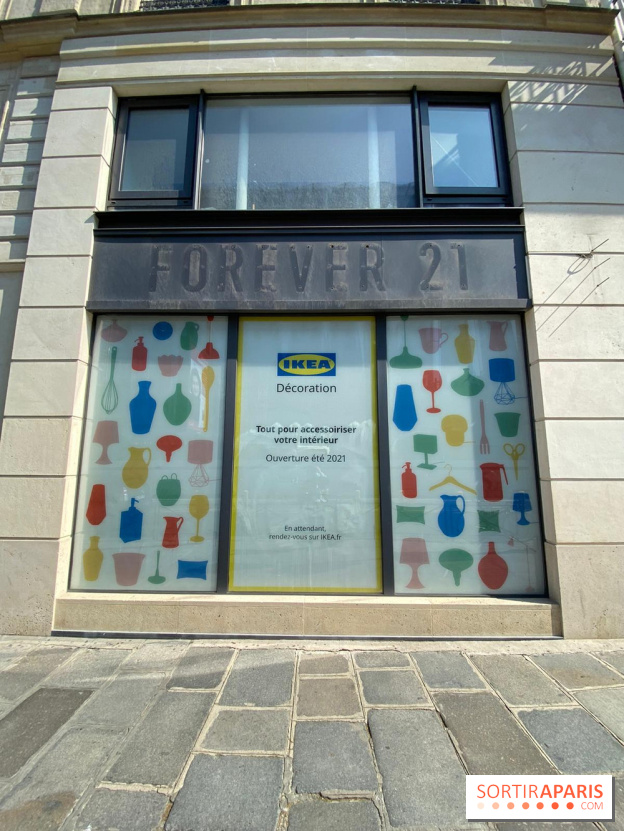 FOREVER 21
IKEA
Décoration
Tout pour accessoiriser
votre intérieur
Ouverture été 2021
En attendant,
rendez-vous sur IKEA.fr
SORTIRAPARIS
.COM